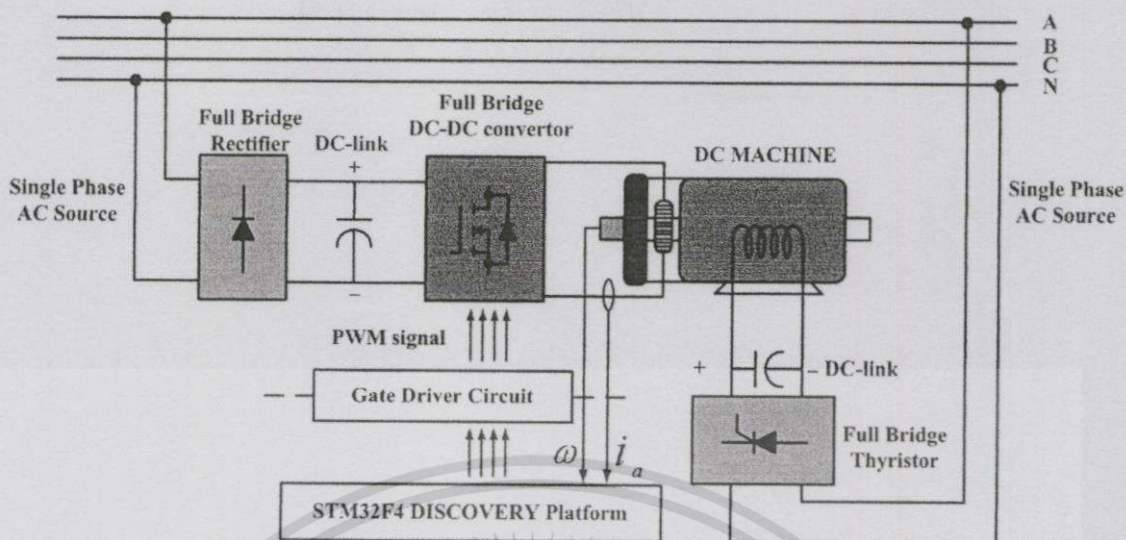 A
B
C
N
Full Bridge
Rectifier
DC-link
+
Full Bridge
DC-DC convertor
DC MACHINE
Single Phase
AC Source
Single Phase
AC Source
−
PWM signal
+
− DC-link
Gate Driver Circuit
Full Bridge
Thyristor
ω
i a
STM32F4 DISCOVERY Platform